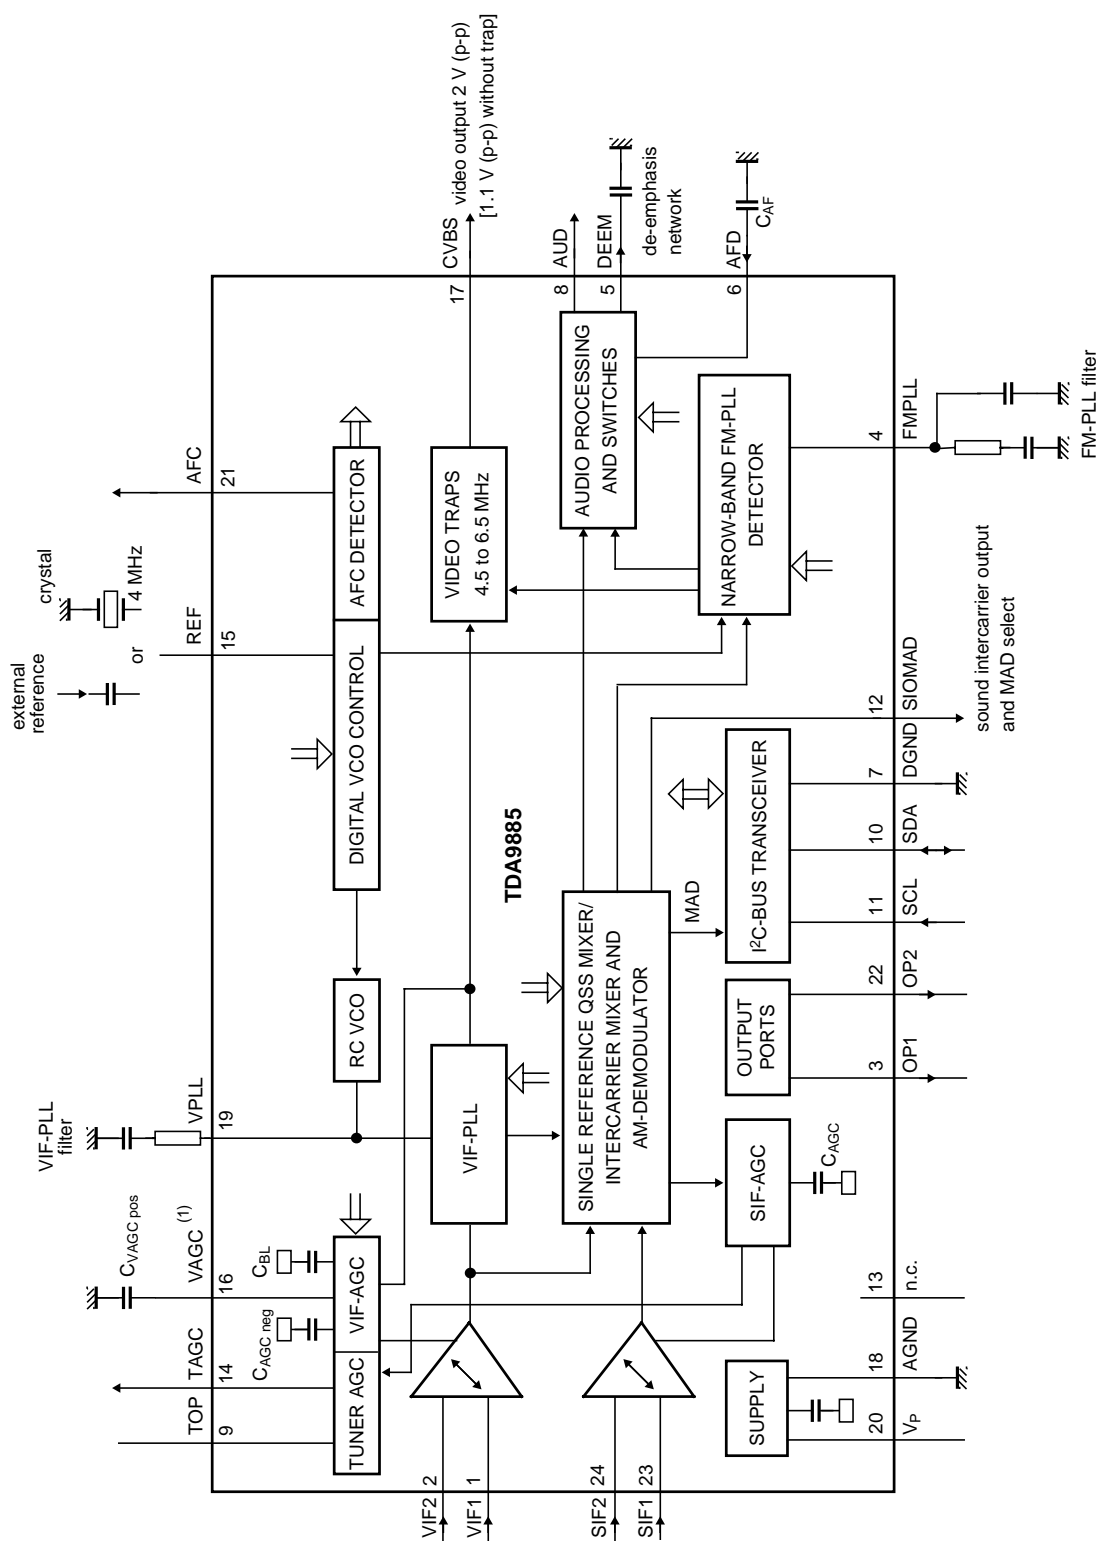 VIF-PLL
filter
external
reference
crystal
or
4 MHz
C_VAGC pos
TOP
TAGC
VAGC (1)
VPLL
REF
AFC
9
14
16
19
15
21
C_AGC neg
C_BL
TUNER AGC
VIF-AGC
RC VCO
DIGITAL VCO CONTROL
AFC DETECTOR
VIF2
2
VIF1
1
VIF-PLL
VIDEO TRAPS
4.5 to 6.5 MHz
17
CVBS
video output 2 V (p-p)
[1.1 V (p-p) without trap]
TDA9885
SIF2
24
SIF1
23
SINGLE REFERENCE QSS MIXER/
INTERCARRIER MIXER AND
AM-DEMODULATOR
AUDIO PROCESSING
AND SWITCHES
8
AUD
5
DEEM
de-emphasis
network
MAD
6
AFD
C_AF
SUPPLY
SIF-AGC
OUTPUT
PORTS
I²C-BUS TRANSCEIVER
NARROW-BAND FM-PLL
DETECTOR
C_AGC
20
18
13
3
22
11
10
7
12
4
V_P
AGND
n.c.
OP1
OP2
SCL
SDA
DGND
SIOMAD
FMPLL
sound intercarrier output
and MAD select
FM-PLL filter